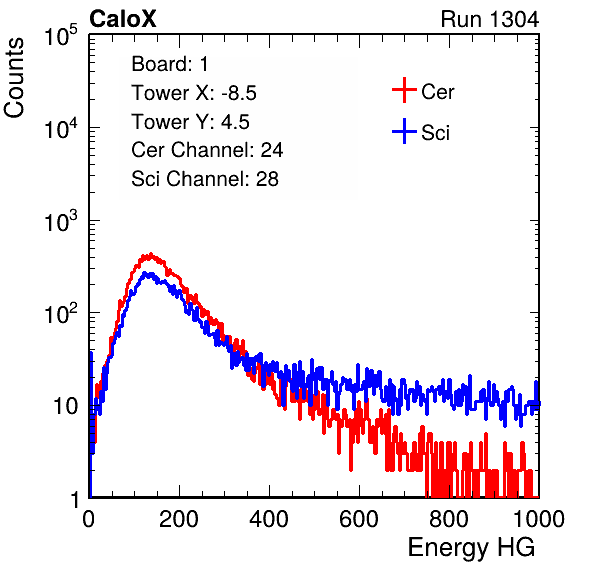 CaloX Run 1304
Counts
10^5
10^4
10^3
10^2
10
1
Board: 1
Tower X: -8.5
Tower Y: 4.5
Cer Channel: 24
Sci Channel: 28
Cer
Sci
0 200 400 600 800 1000
Energy HG